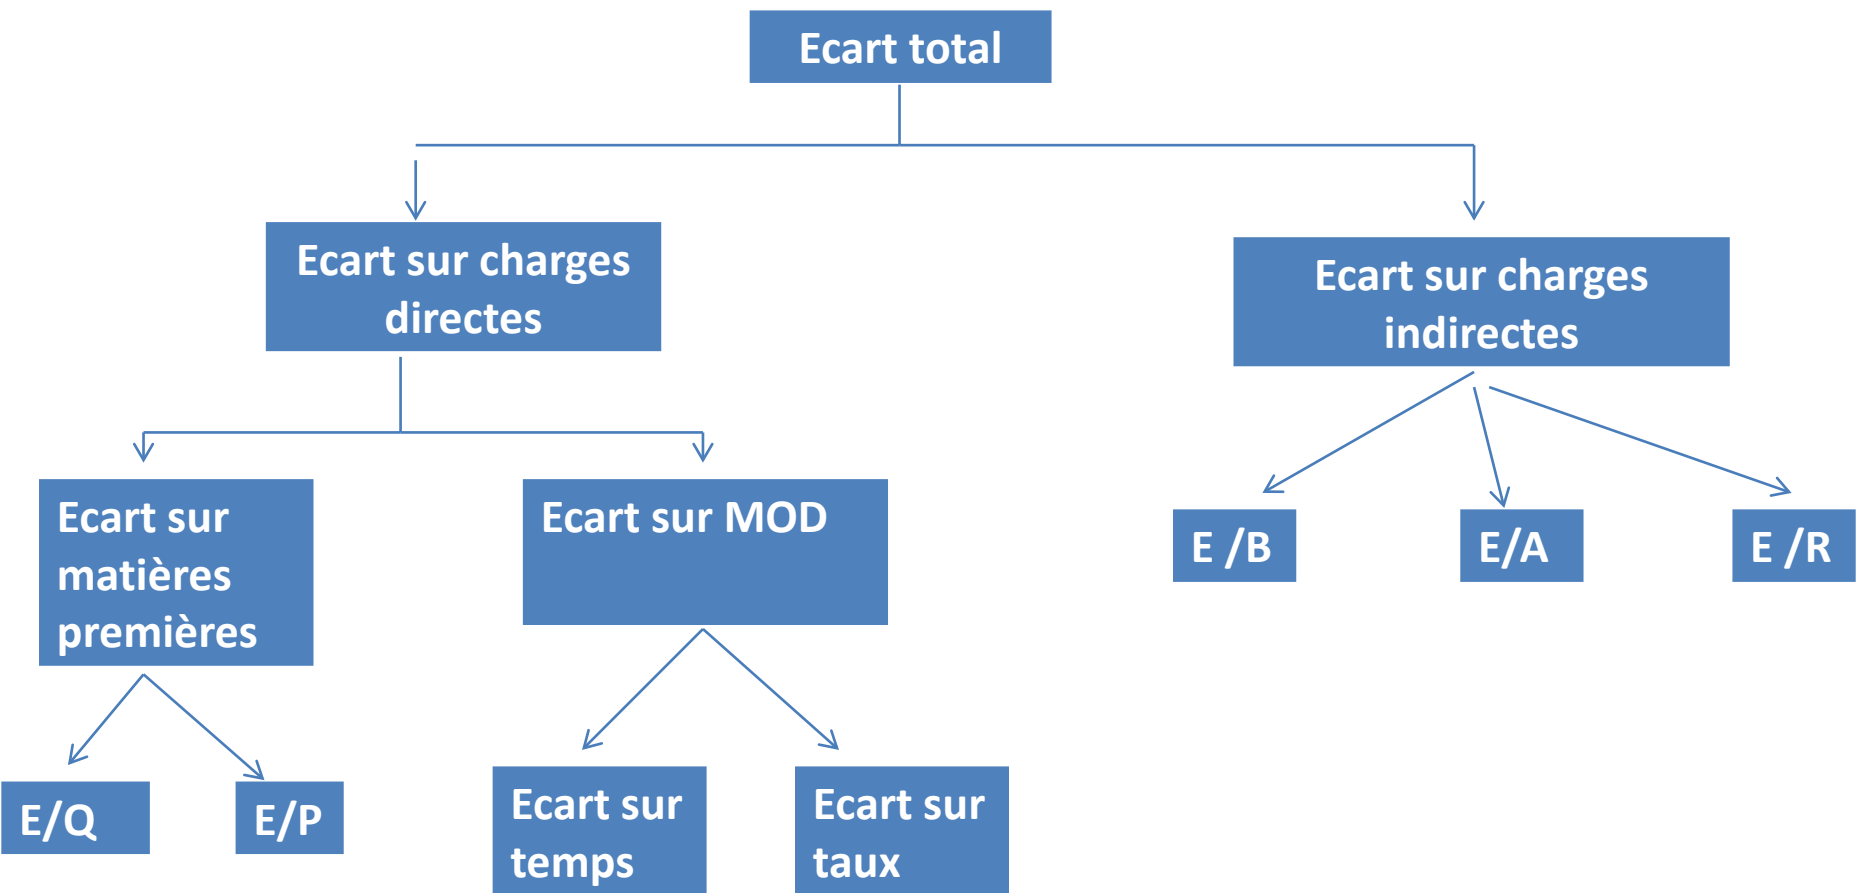 Ecart total
Ecart sur charges
directes
Ecart sur charges
indirectes
Ecart sur
matières
premières
Ecart sur MOD
E /B
E/A
E /R
E/Q
E/P
Ecart sur
temps
Ecart sur
taux